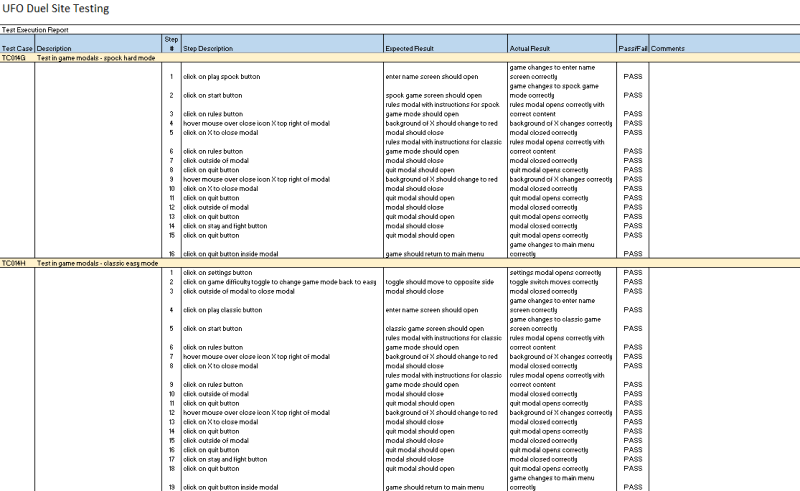 UFO Duel Site Testing
Test Execution Report
Test Case Description Step # Step Description Expected Result Actual Result Pass/Fail Comments
TC014G Test in game modals - spock hard mode
1 click on play spock button enter name screen should open game changes to enter name screen correctly PASS
2 click on start button spock game screen should open game changes to spock game mode correctly PASS
3 click on rules button rules modal with instructions for spock game mode should open rules modal opens correctly with correct content PASS
4 hover mouse over close icon X top right of modal background of X should change to red background of X changes correctly PASS
5 click on X to close modal modal should close modal closed correctly PASS
6 click on rules button rules modal with instructions for classic game mode should open rules modal opens correctly with correct content PASS
7 click outside of modal modal should close modal closed correctly PASS
8 click on quit button quit modal should open quit modal opens correctly PASS
9 hover mouse over close icon X top right of modal background of X should change to red background of X changes correctly PASS
10 click on X to close modal modal should close modal closed correctly PASS
11 click on quit button quit modal should open quit modal opens correctly PASS
12 click outside of modal modal should close modal closed correctly PASS
13 click on quit button quit modal should open quit modal opens correctly PASS
14 click on stay and fight button modal should close modal closed correctly PASS
15 click on quit button quit modal should open quit modal opens correctly PASS
16 click on quit button inside modal game should return to main menu game changes to main menu correctly PASS
TC014H Test in game modals - classic easy mode
1 click on settings button settings modal opens correctly PASS
2 click on game difficulty toggle to change game mode back to easy toggle should move to opposite side toggle switch moves correctly PASS
3 click outside of modal to close modal modal should close modal closed correctly PASS
4 click on play classic button enter name screen should open game changes to enter name screen correctly PASS
5 click on start button classic game screen should open game changes to classic game screen correctly PASS
6 click on rules button rules modal with instructions for classic game mode should open rules modal opens correctly with correct content PASS
7 hover mouse over close icon X top right of modal background of X should change to red background of X changes correctly PASS
8 click on X to close modal modal should close modal closed correctly PASS
9 click on rules button rules modal with instructions for classic game mode should open rules modal opens correctly with correct content PASS
10 click outside of modal modal should close modal closed correctly PASS
11 click on quit button quit modal should open quit modal opens correctly PASS
12 hover mouse over close icon X top right of modal background of X should change to red background of X changes correctly PASS
13 click on X to close modal modal should close modal closed correctly PASS
14 click on quit button quit modal should open quit modal opens correctly PASS
15 click outside of modal modal should close modal closed correctly PASS
16 click on quit button quit modal should open quit modal opens correctly PASS
17 click on stay and fight button modal should close modal closed correctly PASS
18 click on quit button quit modal should open quit modal opens correctly PASS
19 click on quit button inside modal game should return to main menu game changes to main menu correctly PASS